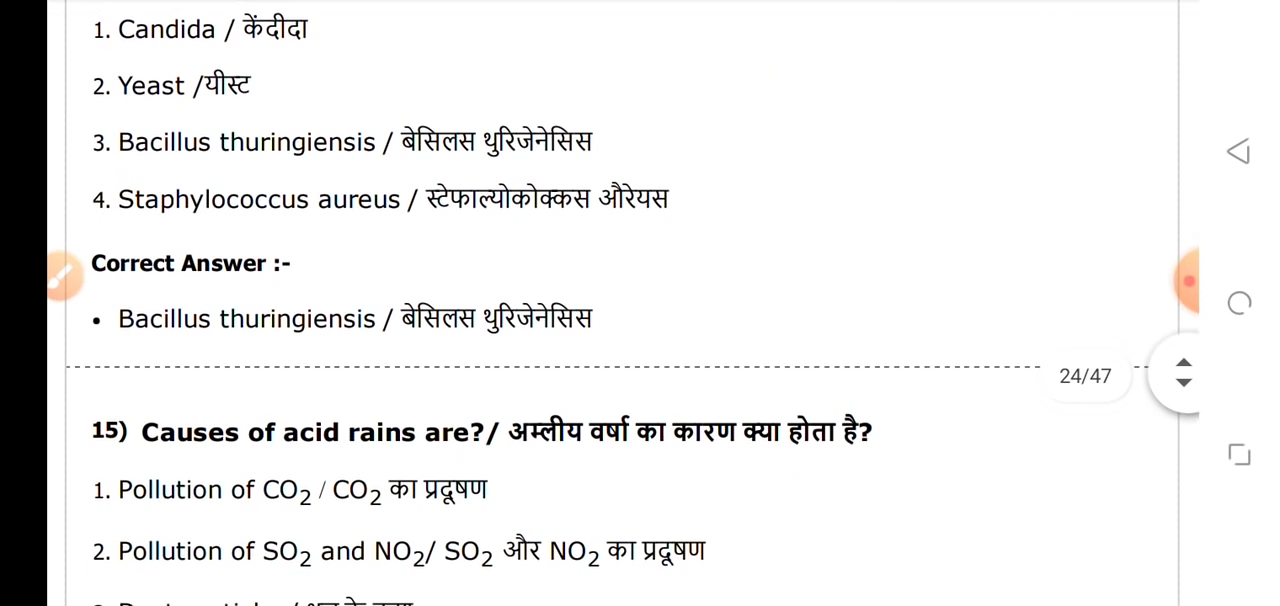 1. Candida / केंदीदा
2. Yeast /यीस्ट
3. Bacillus thuringiensis / बेसिलस थुरिजेनेसिस
4. Staphylococcus aureus / स्टेफाल्योकोक्कस औरेयस
Correct Answer :-
• Bacillus thuringiensis / बेसिलस थुरिजेनेसिस
24/47
15) Causes of acid rains are?/ अम्लीय वर्षा का कारण क्या होता है?
1. Pollution of CO₂ / CO₂ का प्रदूषण
2. Pollution of SO₂ and NO₂/ SO₂ और NO₂ का प्रदूषण